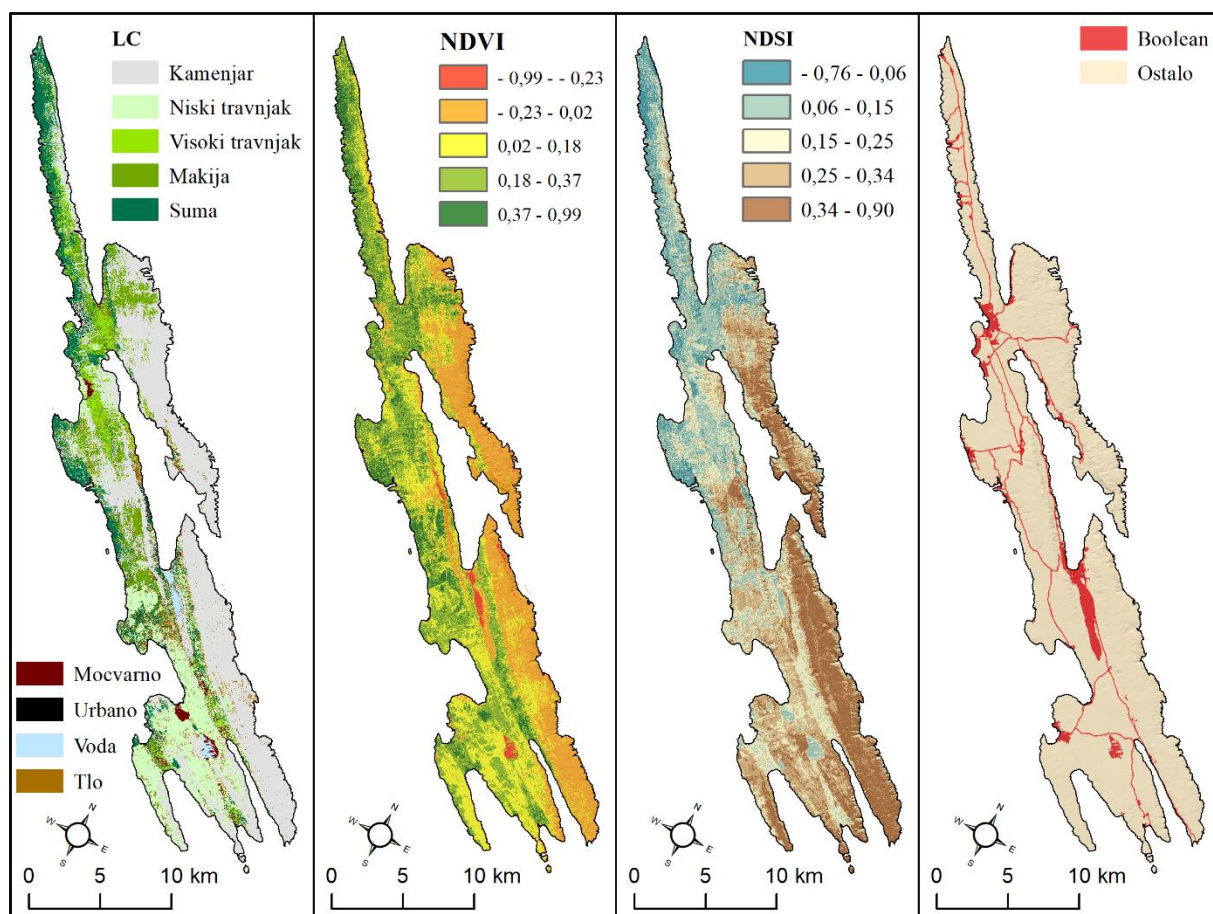 LC
Kamenjar
Niski travnjak
Visoki travnjak
Makija
Suma
Mocvarno
Urbano
Voda
Tlo
N
W
E
S
0 5 10 km
NDVI
- 0,99 - - 0,23
- 0,23 - 0,02
0,02 - 0,18
0,18 - 0,37
0,37 - 0,99
N
W
E
S
0 5 10 km
NDSI
- 0,76 - 0,06
0,06 - 0,15
0,15 - 0,25
0,25 - 0,34
0,34 - 0,90
N
W
E
S
0 5 10 km
Boolean
Ostalo
N
W
E
S
0 5 10 km